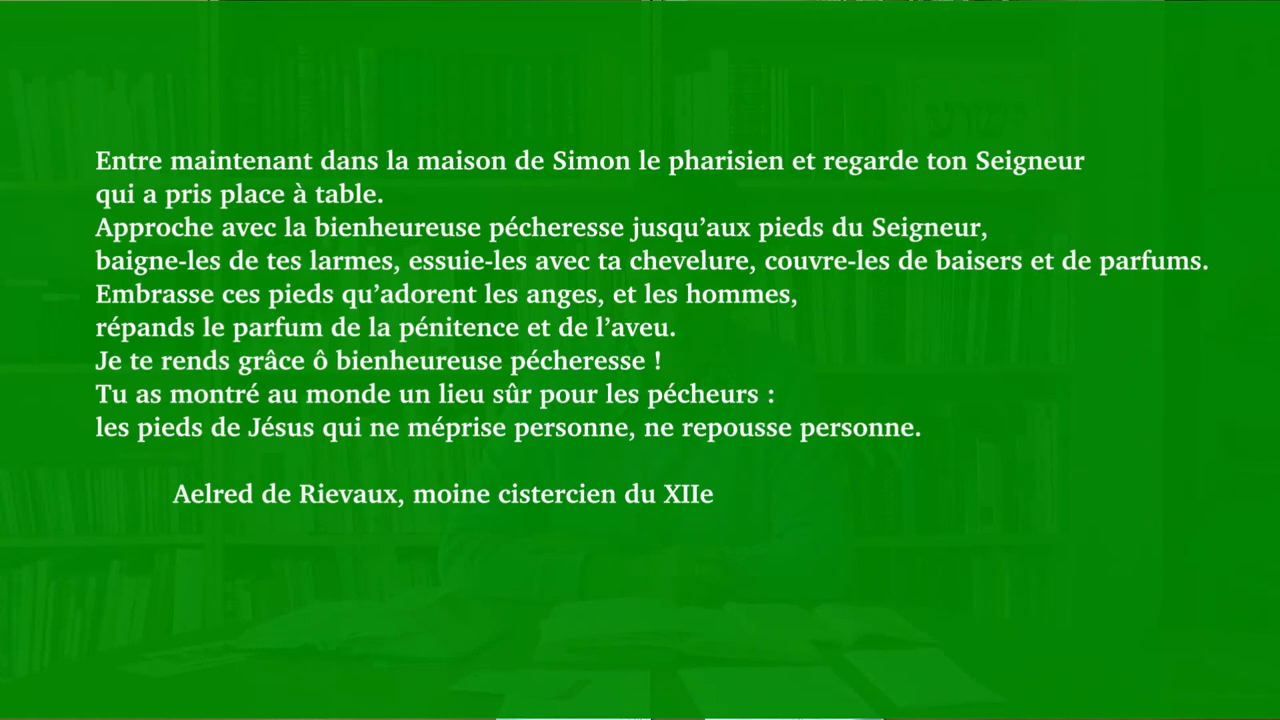 Entre maintenant dans la maison de Simon le pharisien et regarde ton Seigneur
qui a pris place à table.
Approche avec la bienheureuse pécheresse jusqu’aux pieds du Seigneur,
baigne-les de tes larmes, essuie-les avec ta chevelure, couvre-les de baisers et de parfums.
Embrasse ces pieds qu’adorent les anges, et les hommes,
répands le parfum de la pénitence et de l’aveu.
Je te rends grâce ô bienheureuse pécheresse !
Tu as montré au monde un lieu sûr pour les pécheurs :
les pieds de Jésus qui ne méprise personne, ne repousse personne.
Aelred de Rievaux, moine cistercien du XIIe